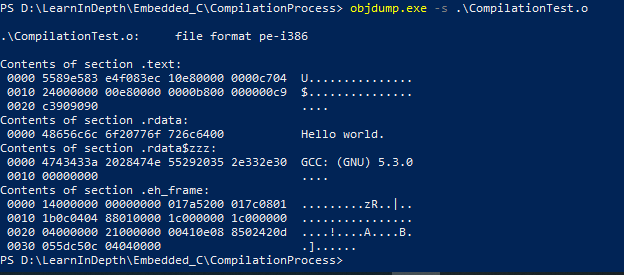 PS D:\LearnInDepth\Embedded_C\CompilationProcess> objdump.exe -s .\CompilationTest.o
.\CompilationTest.o:     file format pe-i386
Contents of section .text:
 0000 5589e583 e4f083ec 10e80000 0000c704  U...............
 0010 24000000 00e80000 0000b800 000000c9  $...............
 0020 c3909090                             ....
Contents of section .rdata:
 0000 48656c6c 6f20776f 726c6400           Hello world.
Contents of section .rdata$zzz:
 0000 4743433a 2028474e 55292035 2e332e30  GCC: (GNU) 5.3.0
 0010 00000000                             ....
Contents of section .eh_frame:
 0000 14000000 00000000 017a5200 017c0801  .........zR..|..
 0010 1b0c0404 88010000 1c000000 1c000000  ................
 0020 04000000 21000000 00410e08 8502420d  ....!....A....B.
 0030 055dc50c 04040000                    .]......
PS D:\LearnInDepth\Embedded_C\CompilationProcess>